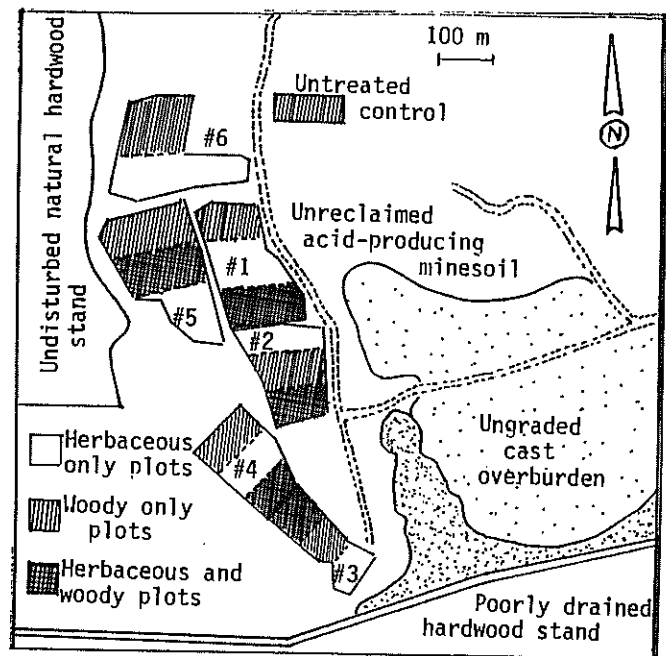 100 m
Undisturbed natural hardwood
stand
Untreated
control
N
#6
Unreclaimed
acid-producing
minesoil
#1
#5
#2
Herbaceous
only plots
#4
Ungraded
cast
overburden
Woody only
plots
Herbaceous and
woody plots
#3
Poorly drained
hardwood stand